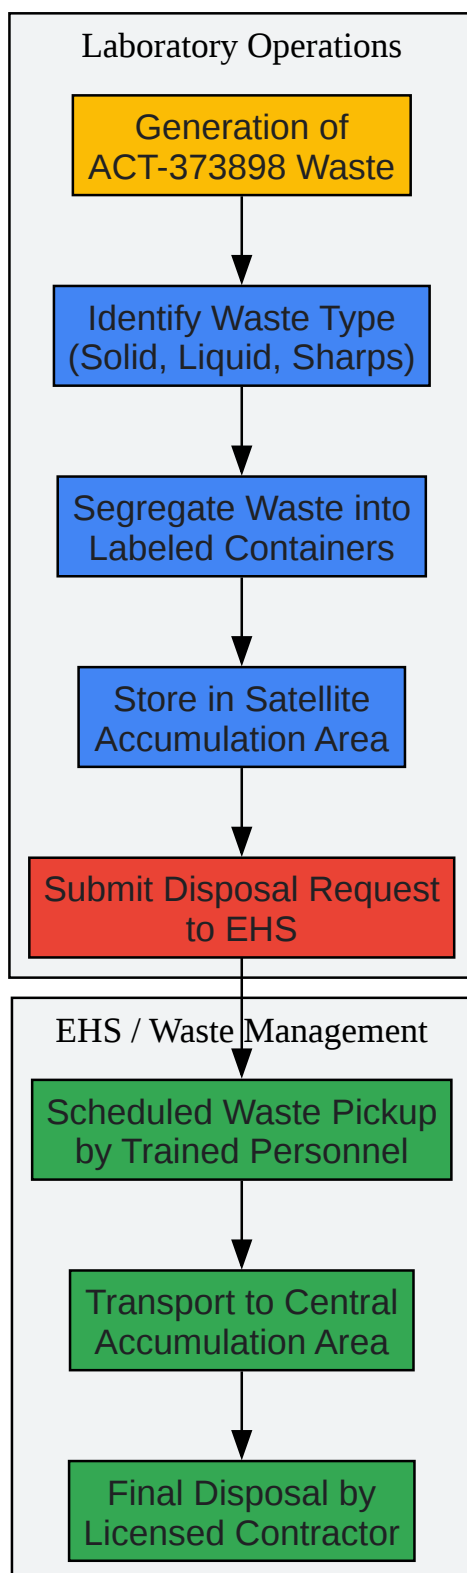 Laboratory Operations
Generation of
ACT-373898 Waste
Identify Waste Type
(Solid, Liquid, Sharps)
Segregate Waste into
Labeled Containers
Store in Satellite
Accumulation Area
Submit Disposal Request
to EHS
EHS / Waste Management
Scheduled Waste Pickup
by Trained Personnel
Transport to Central
Accumulation Area
Final Disposal by
Licensed Contractor